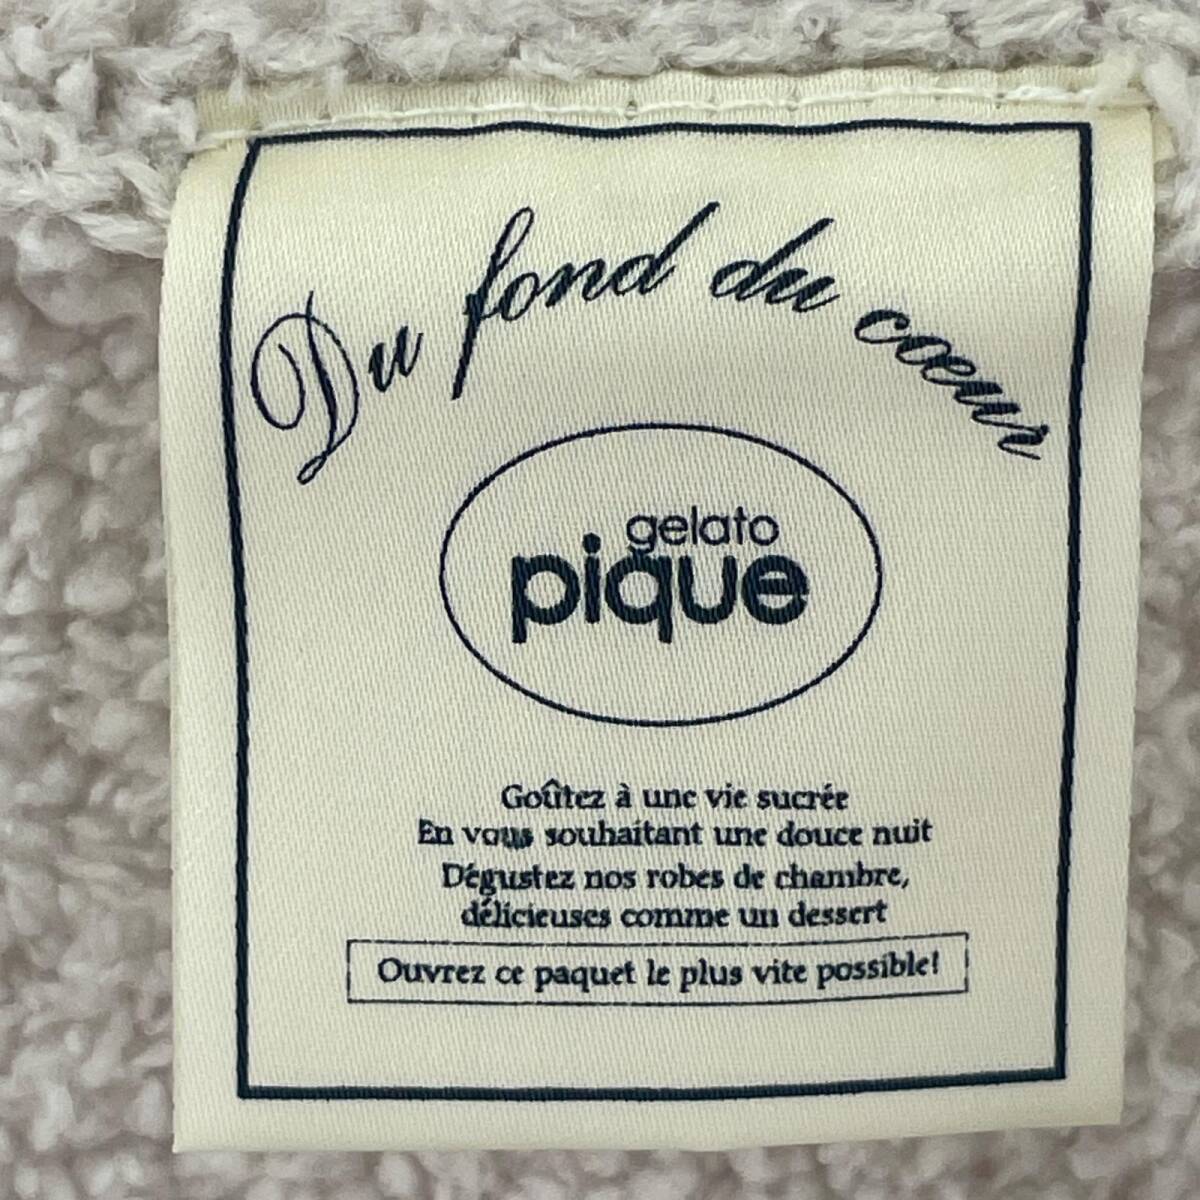 Du fond du cœur
gelato
pique
Goûtez à une vie sucrée
En vous souhaitant une douce nuit
Dégustez nos robes de chambre,
délicieuses comme un dessert
Ouvrez ce paquet le plus vite possible!